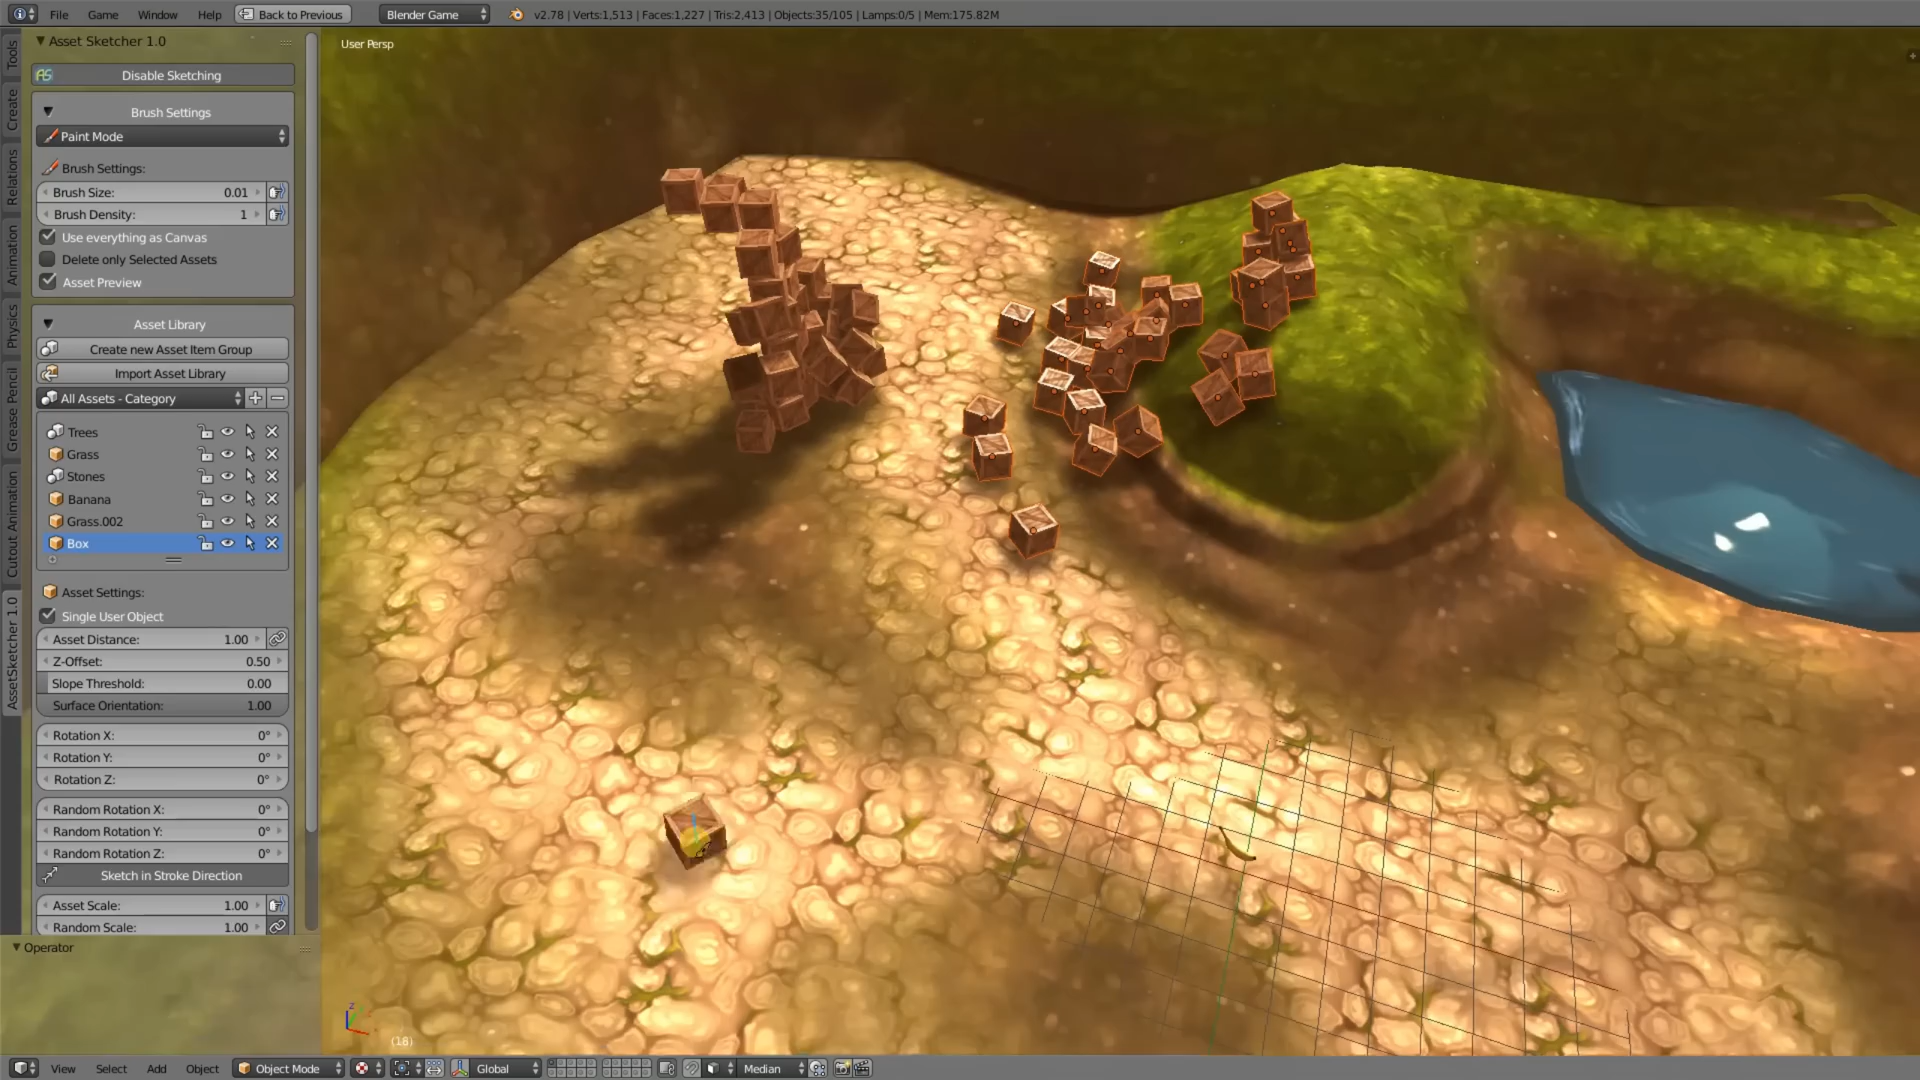 File Game Window Help Back to Previous Blender Game v2.78 | Verts:1,513 | Faces:1,227 | Tris:2,413 | Objects:35/105 | Lamps:0/5 | Mem:175.82M
Asset Sketcher 1.0
User Persp
Disable Sketching
Brush Settings
Paint Mode
Brush Settings:
Brush Size: 0.01
Brush Density: 1
Use everything as Canvas
Delete only Selected Assets
Asset Preview
Asset Library
Create new Asset Item Group
Import Asset Library
All Assets - Category
Trees
Grass
Stones
Banana
Grass.002
Box
Asset Settings:
Single User Object
Asset Distance: 1.00
Z-Offset: 0.50
Slope Threshold: 0.00
Surface Orientation: 1.00
Rotation X: 0°
Rotation Y: 0°
Rotation Z: 0°
Random Rotation X: 0°
Random Rotation Y: 0°
Random Rotation Z: 0°
Sketch in Stroke Direction
Asset Scale: 1.00
Random Scale: 1.00
Operator
Tools
Create
Relations
Animation
Physics
Grease Pencil
Cutout Animation
AssetSketcher 1.0
z
(18)
View Select Add Object Object Mode Global Median